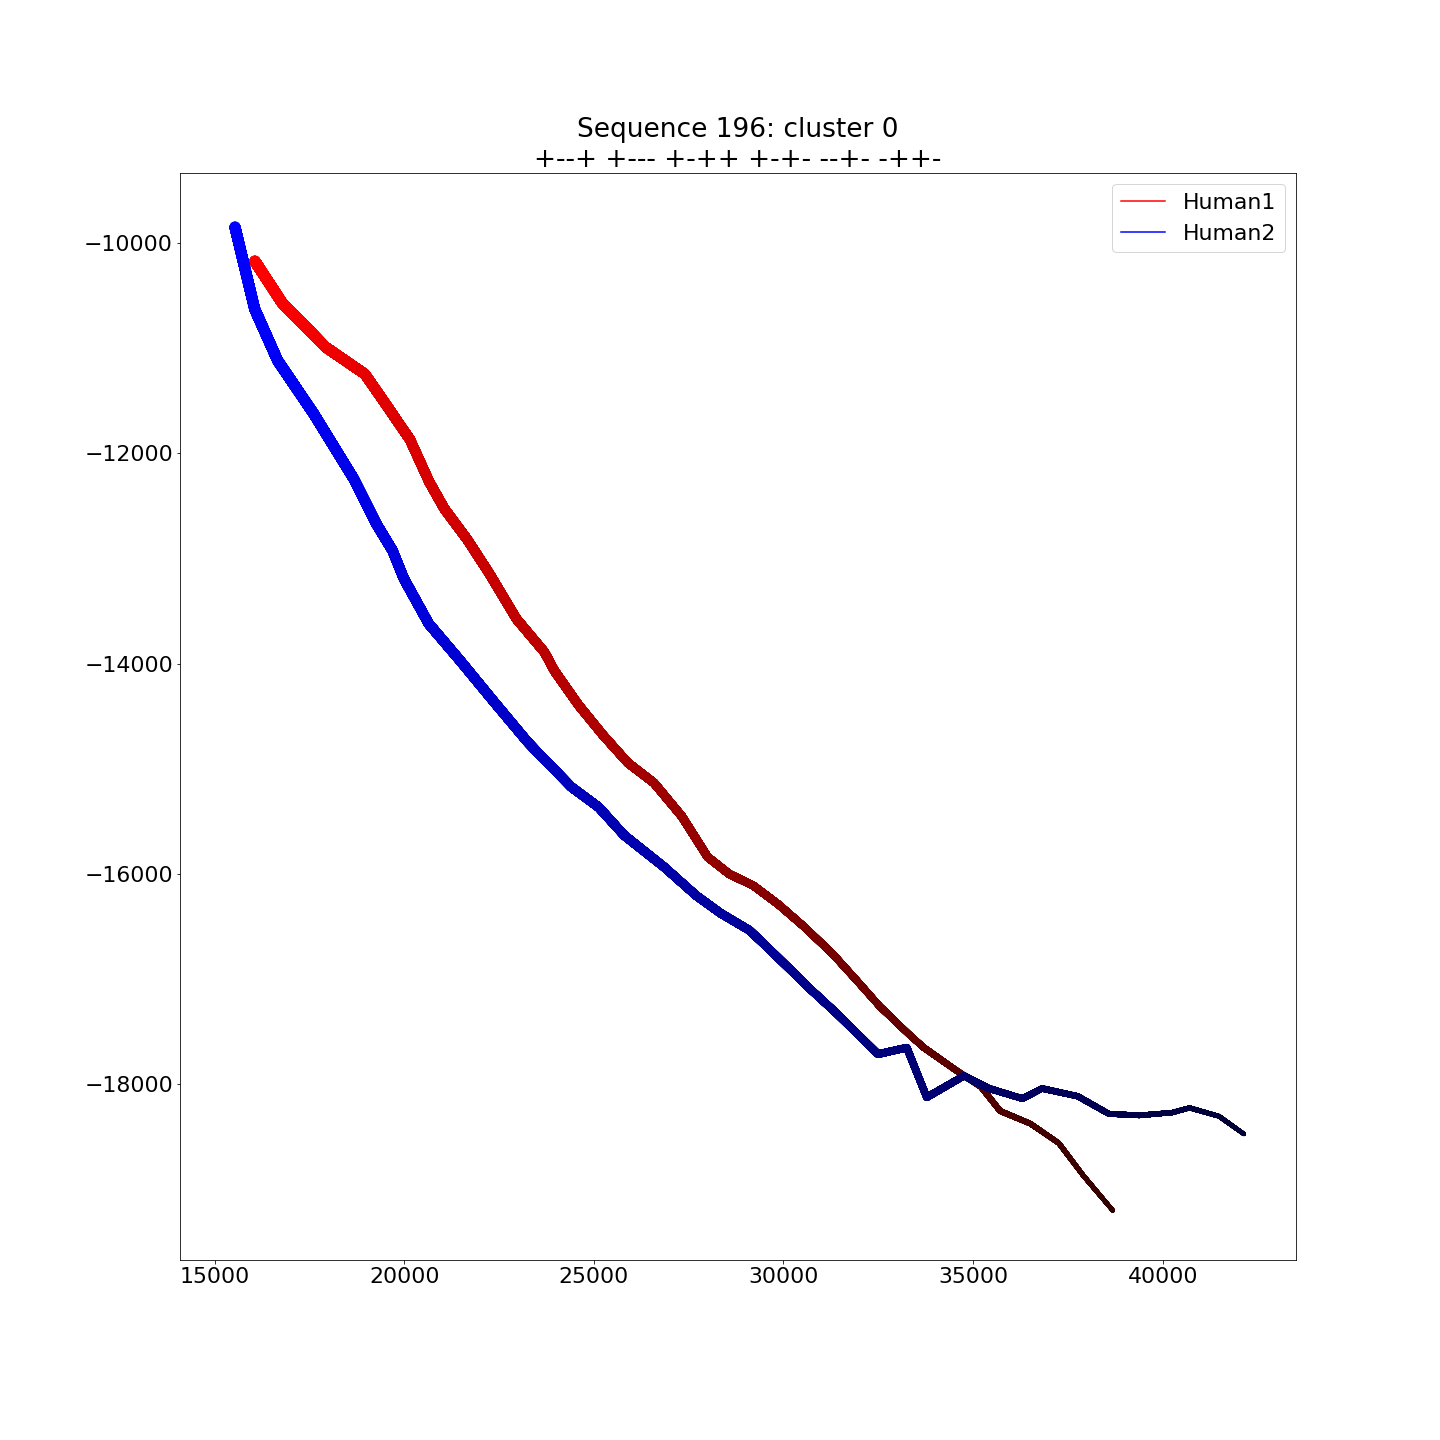 Sequence 196: cluster 0
+--+ +--- +-++ +-+- --+- -++-
Human1
Human2
−10000
−12000
−14000
−16000
−18000
15000 20000 25000 30000 35000 40000